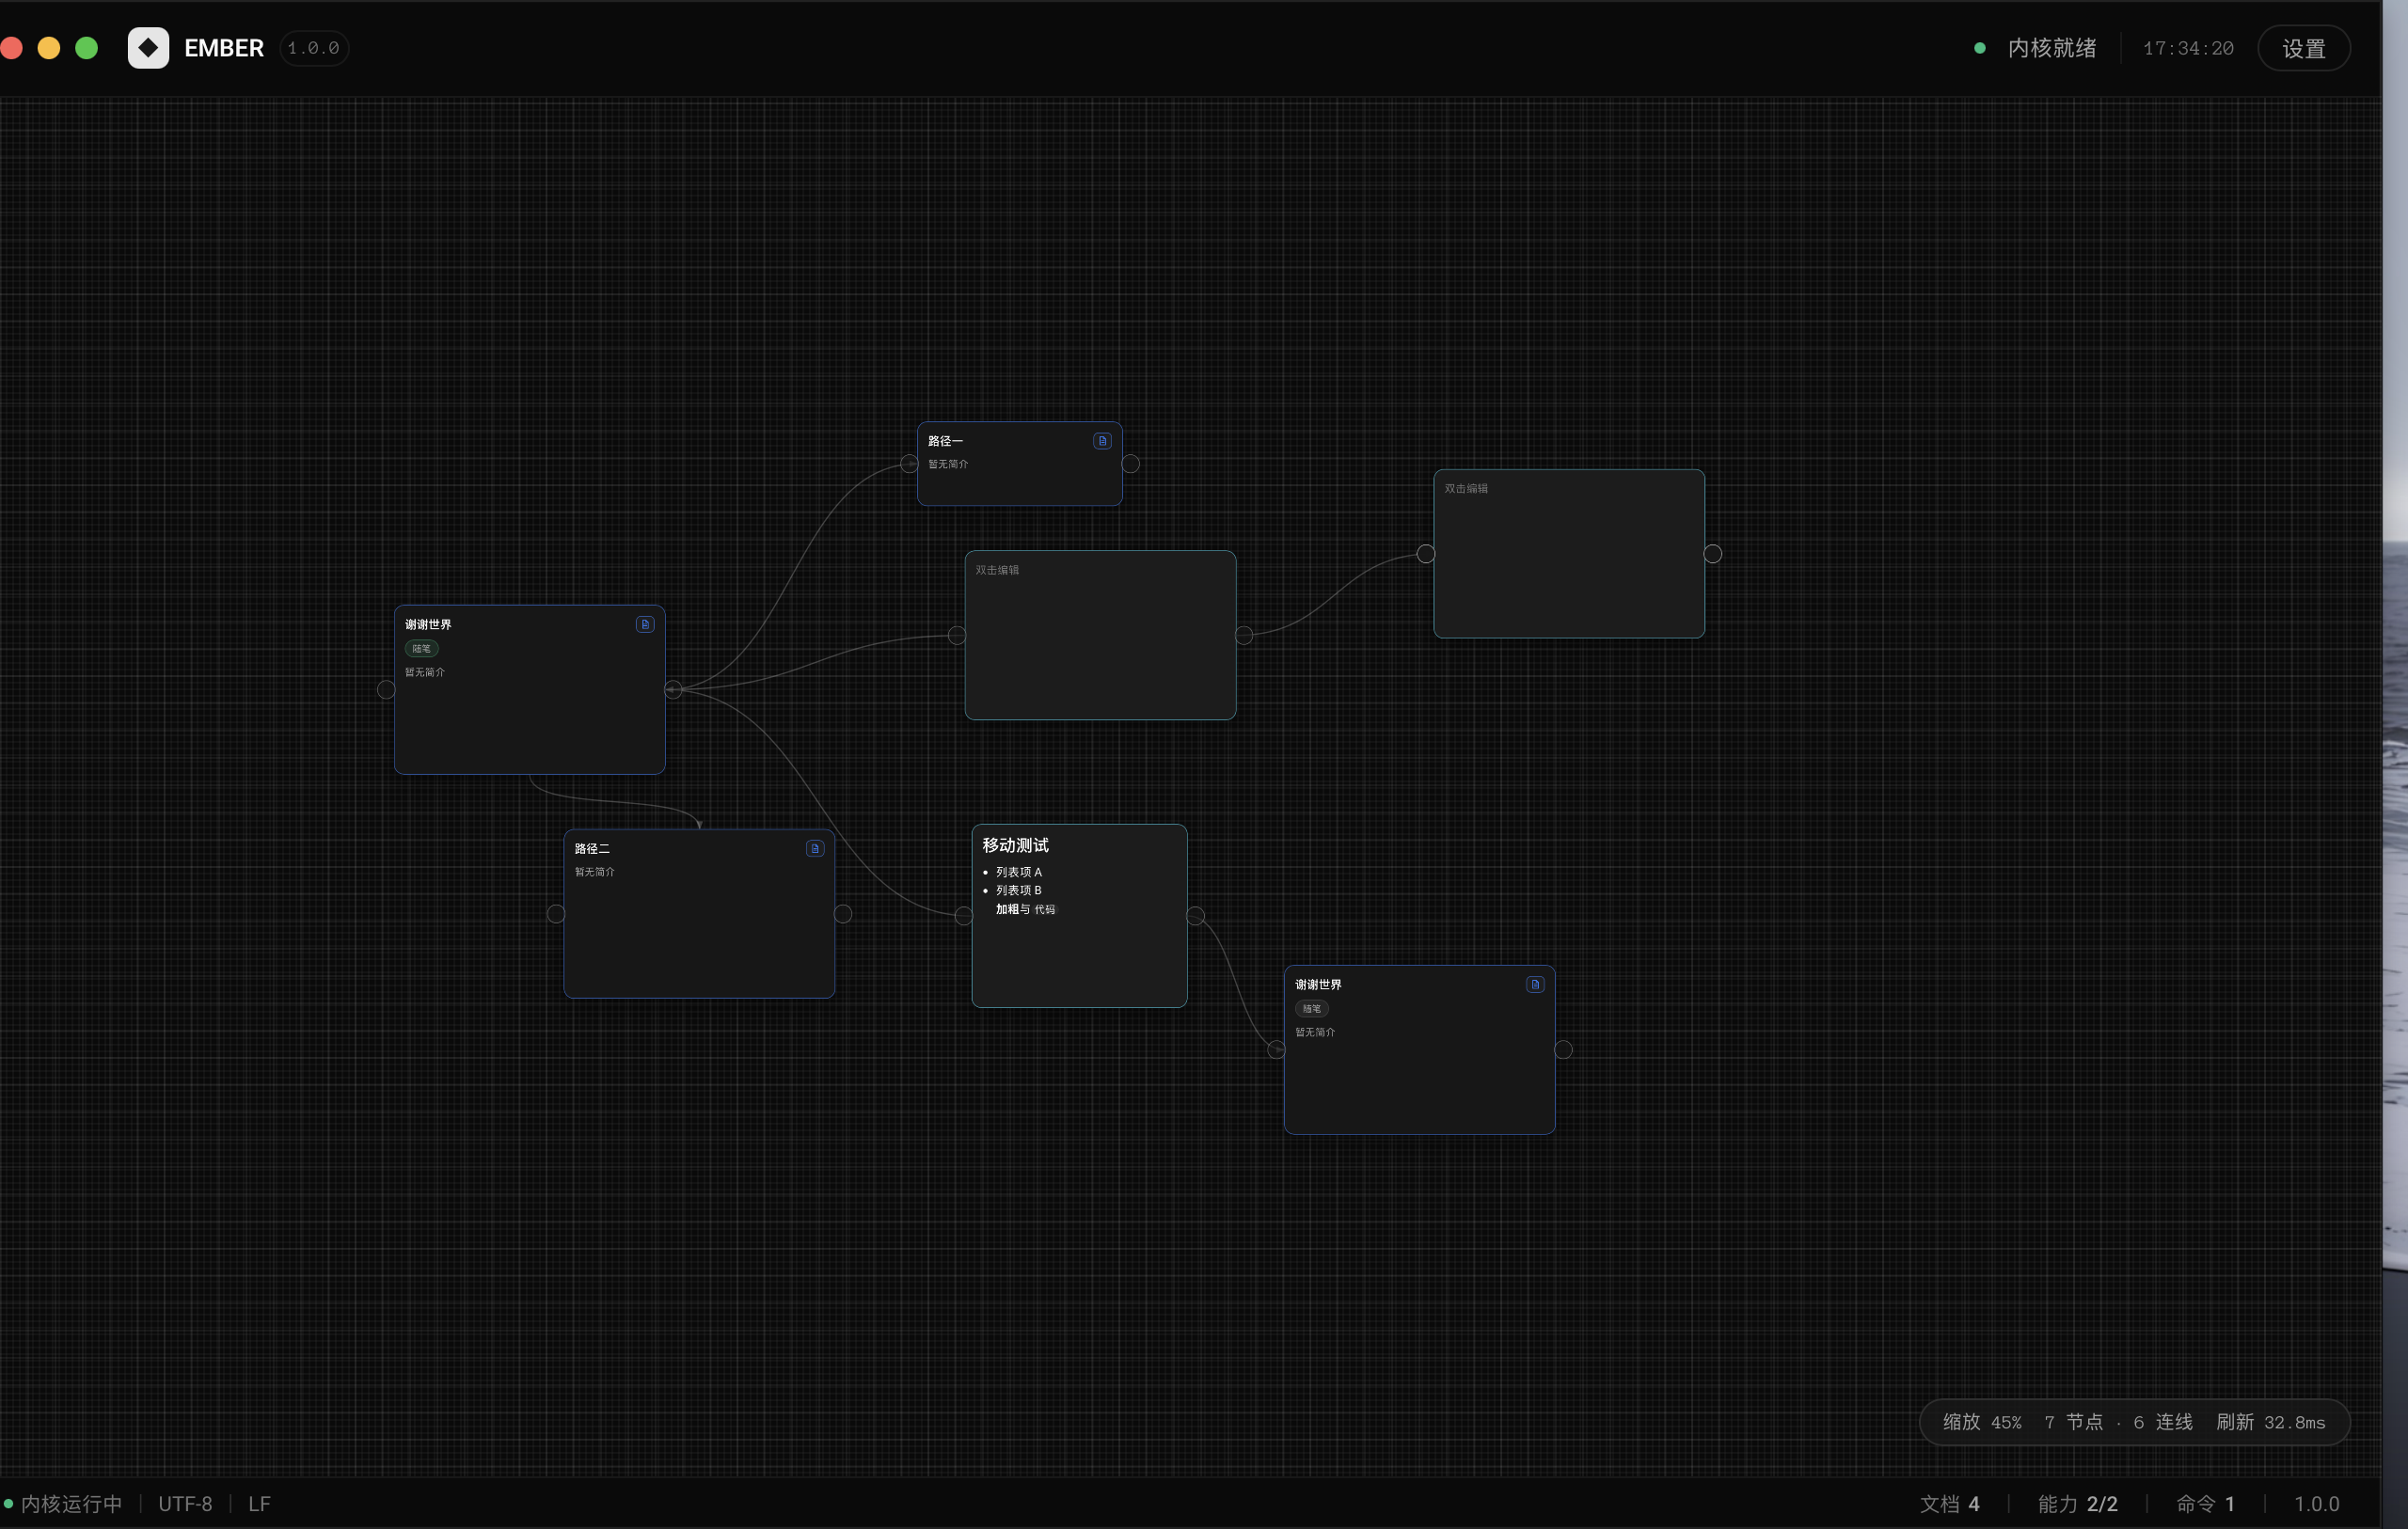 EMBER 1.0.0
内核就绪 17:34:20 设置
路径一
暂无简介
双击编辑
双击编辑
谢谢世界
随笔
暂无简介
路径二
暂无简介
移动测试
• 列表项 A
• 列表项 B
加粗与 代码
谢谢世界
随笔
暂无简介
缩放 45% 7 节点 · 6 连线 刷新 32.8ms
内核运行中 UTF-8 LF
文档 4 能力 2/2 命令 1 1.0.0